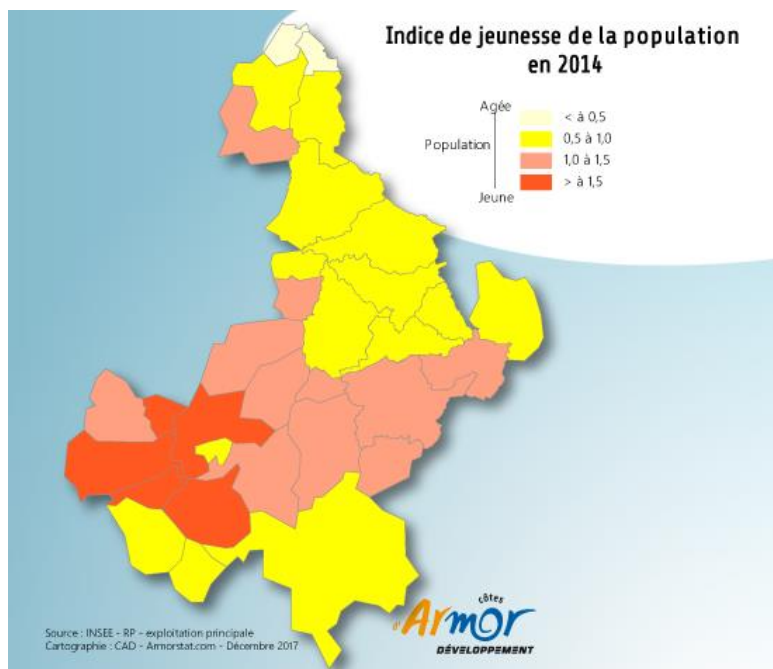 Indice de jeunesse de la population
en 2014
Agée
Population
Jeune
< à 0,5
0,5 à 1,0
1,0 à 1,5
> à 1,5
Source : INSEE - RP - exploitation principale
Cartographie : CAD - Armorstat.com - Décembre 2017
côtes
d'Armor
DÉVELOPPEMENT